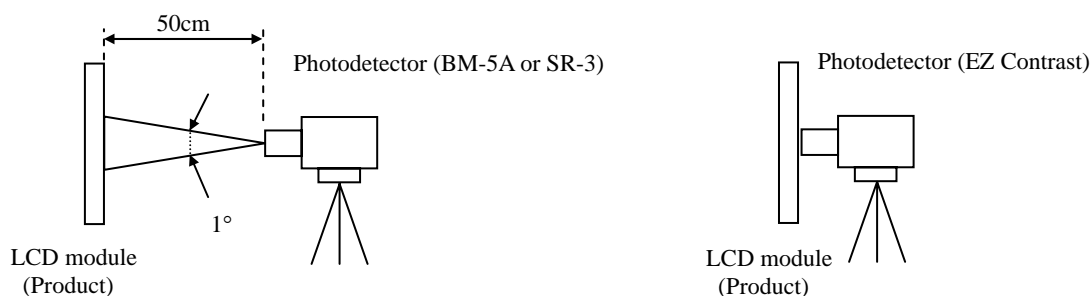 50cm
Photodetector (BM-5A or SR-3)
1°
LCD module
(Product)
Photodetector (EZ Contrast)
LCD module
(Product)